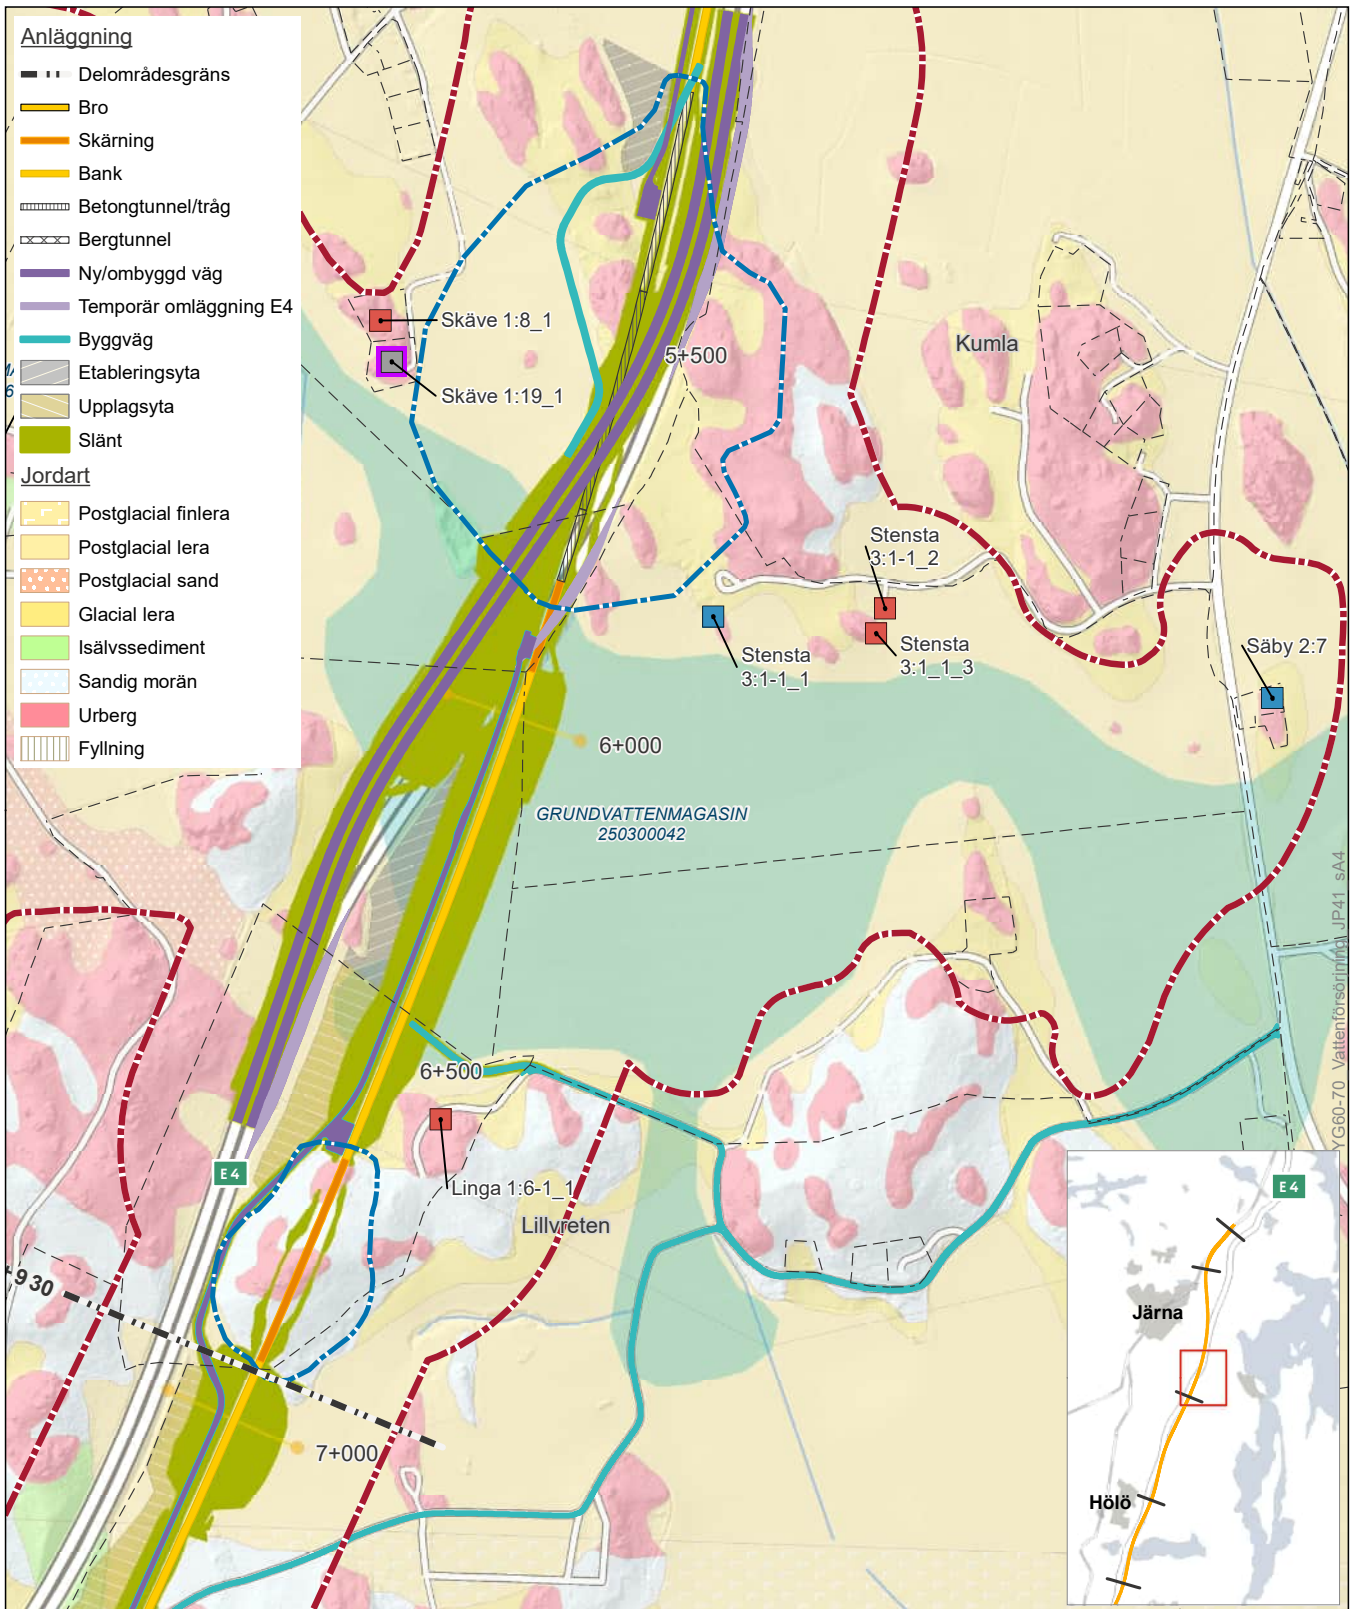 Anläggning
Delområdesgräns
Bro
Skärning
Bank
Betongtunnel/tråg
Bergtunnel
Ny/ombyggd väg
Temporär omläggning E4
Byggväg
Etableringsyta
Upplagsyta
Slänt
Jordart
Postglacial finlera
Postglacial lera
Postglacial sand
Glacial lera
Isälvssediment
Sandig morän
Urberg
Fyllning
Skäve 1:8_1
Skäve 1:19_1
5+500
Kumla
Stensta
3:1-1_2
Stensta
3:1_1_3
Stensta
3:1-1_1
Säby 2:7
6+000
GRUNDVATTENMAGASIN
250300042
6+500
E4
Linga 1:6-1_1
Lillvreten
+930
7+000
YG60-70 Vattenförsörjning JP41 sA4
E4
Järna
Hölö